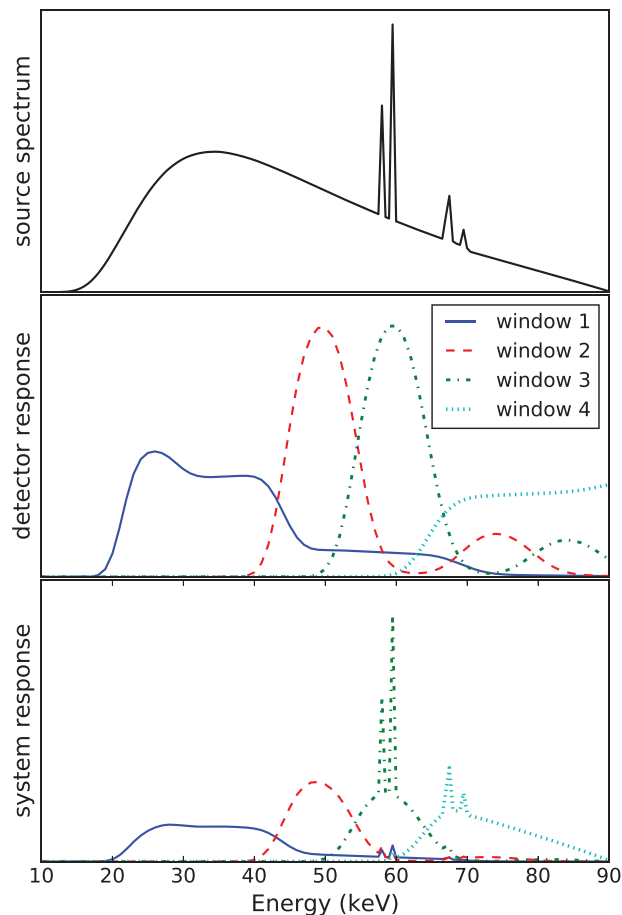 source spectrum
detector response
window 1
window 2
window 3
window 4
system response
10 20 30 40 50 60 70 80 90
Energy (keV)